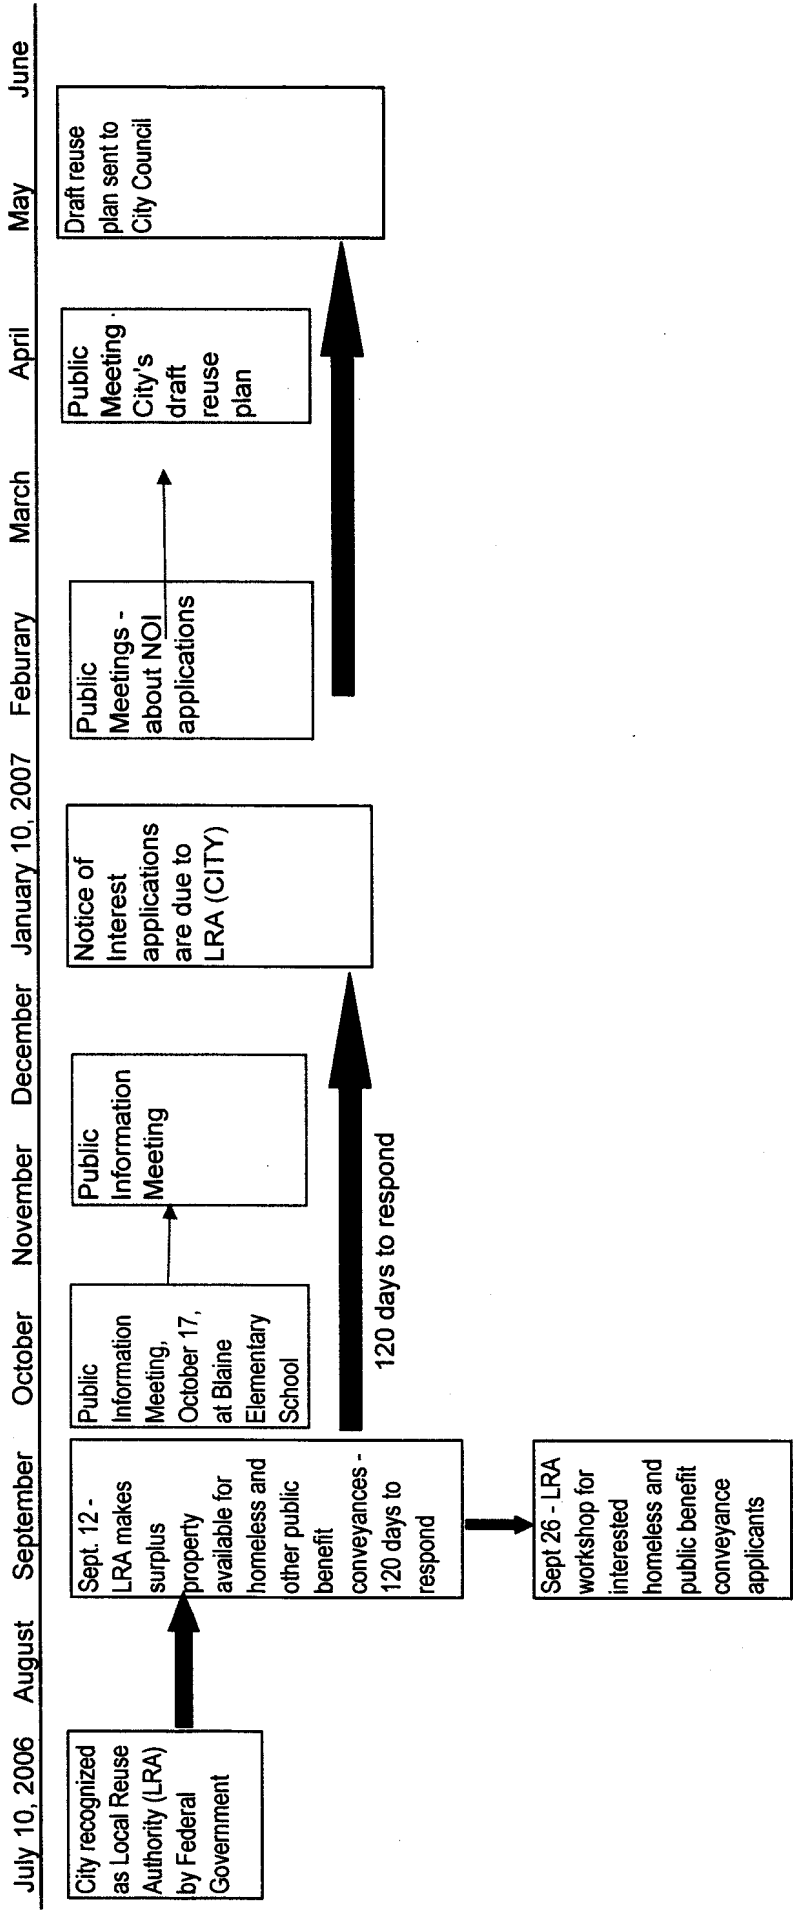 July 10, 2006 August September October November December January 10, 2007 Feburary March April May June
City recognized
as Local Reuse
Authority (LRA)
by Federal
Government
Sept. 12 -
LRA makes
surplus
property
available for
homeless and
other public
benefit
conveyances -
120 days to
respond
Sept 26 - LRA
workshop for
interested
homeless and
public benefit
conveyance
applicants
Public
Information
Meeting,
October 17,
at Blaine
Elementary
School
120 days to respond
Public
Information
Meeting
Notice of
Interest
applications
are due to
LRA (CITY)
Public
Meetings -
about NOI
applications
Public
Meeting -
City's
draft
reuse
plan
Draft reuse
plan sent to
City Council